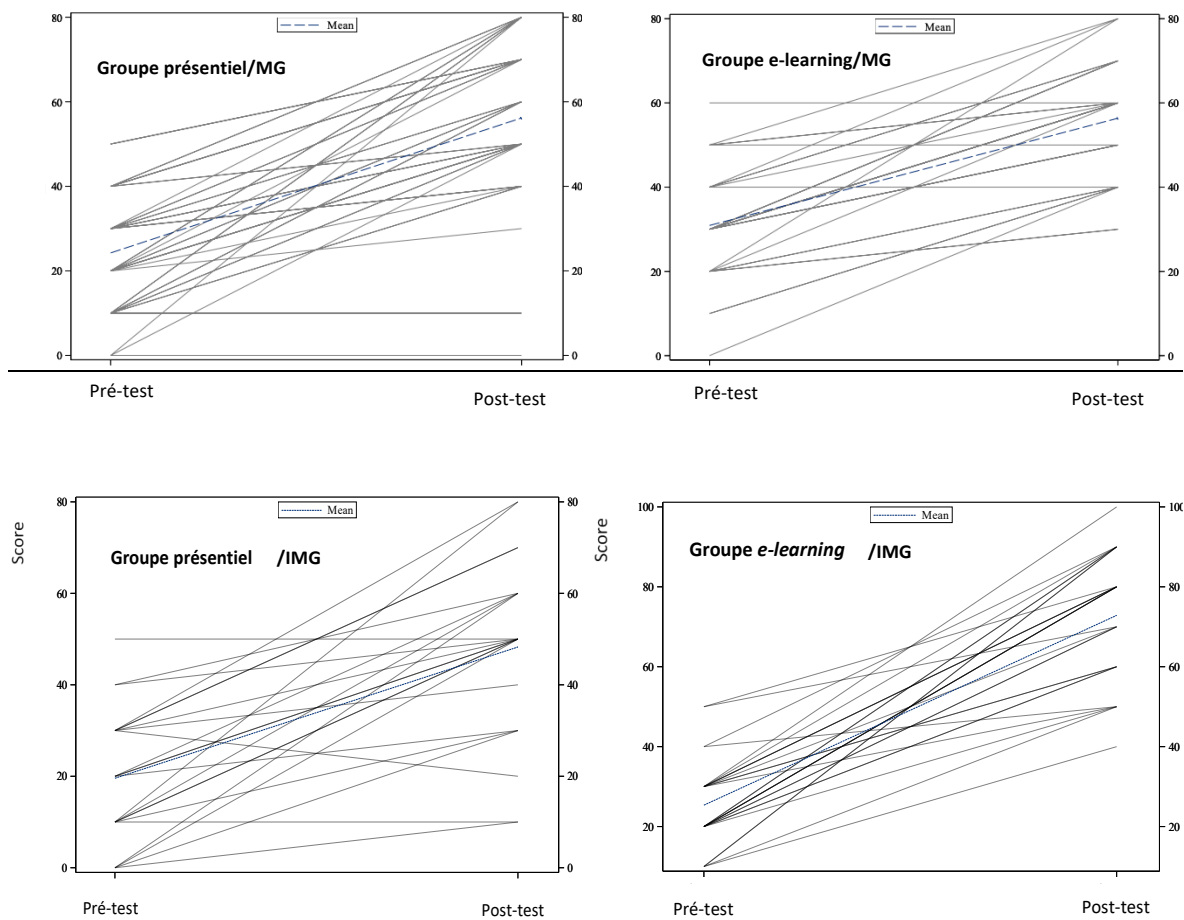 80
80
Mean
Groupe présentiel/MG
60
60
40
40
20
20
0
0
Pré-test
Post-test
80
80
Mean
Groupe e-learning/MG
60
60
40
40
20
20
0
0
Pré-test
Post-test
80
80
Mean
Score
Groupe présentiel /IMG
60
60
40
40
20
20
0
0
Pré-test
Post-test
100
100
Mean
Score
Groupe e-learning /IMG
80
80
60
60
40
40
20
20
Pré-test
Post-test